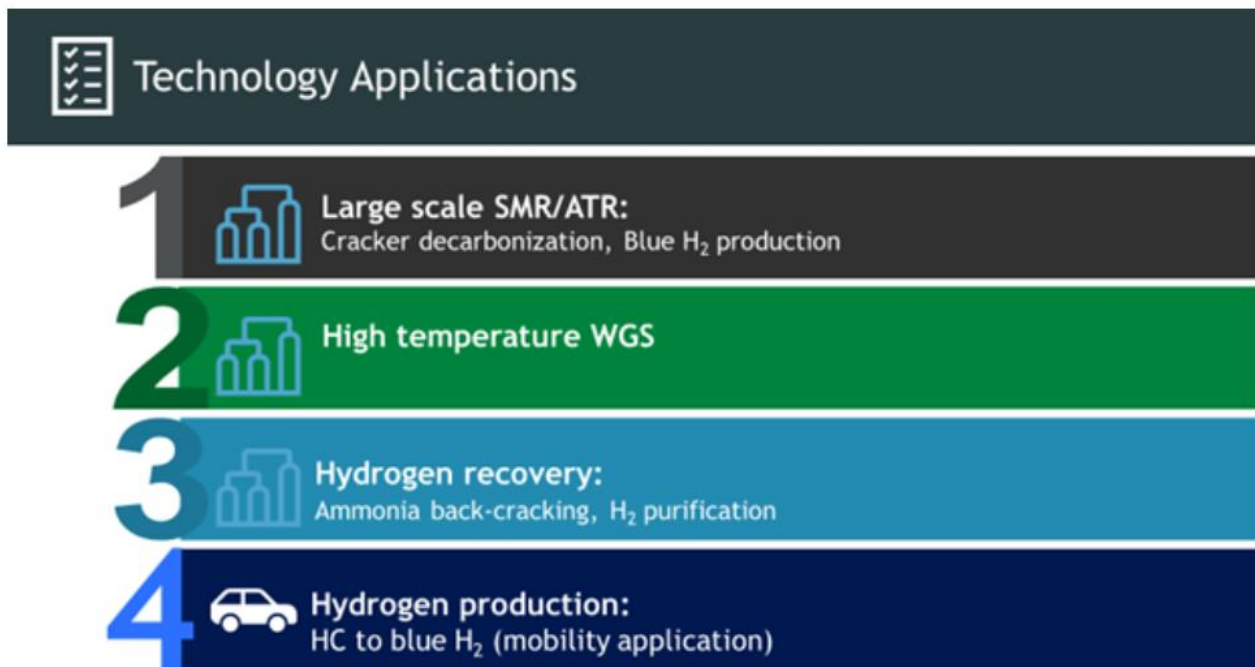 Technology Applications
1
Large scale SMR/ATR:
Cracker decarbonization, Blue H₂ production
2
High temperature WGS
3
Hydrogen recovery:
Ammonia back-cracking, H₂ purification
4
Hydrogen production:
HC to blue H₂ (mobility application)